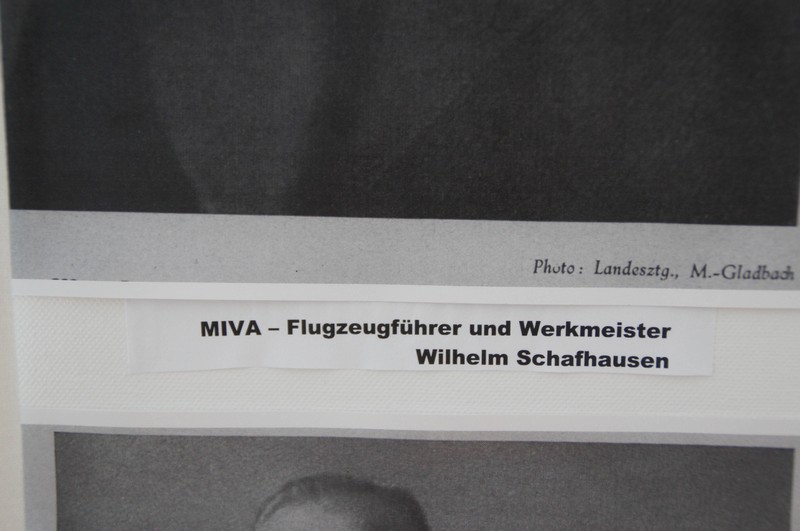 Photo: Landesztg., M.-Gladbach
MIVA – Flugzeugführer und Werkmeister
Wilhelm Schafhausen